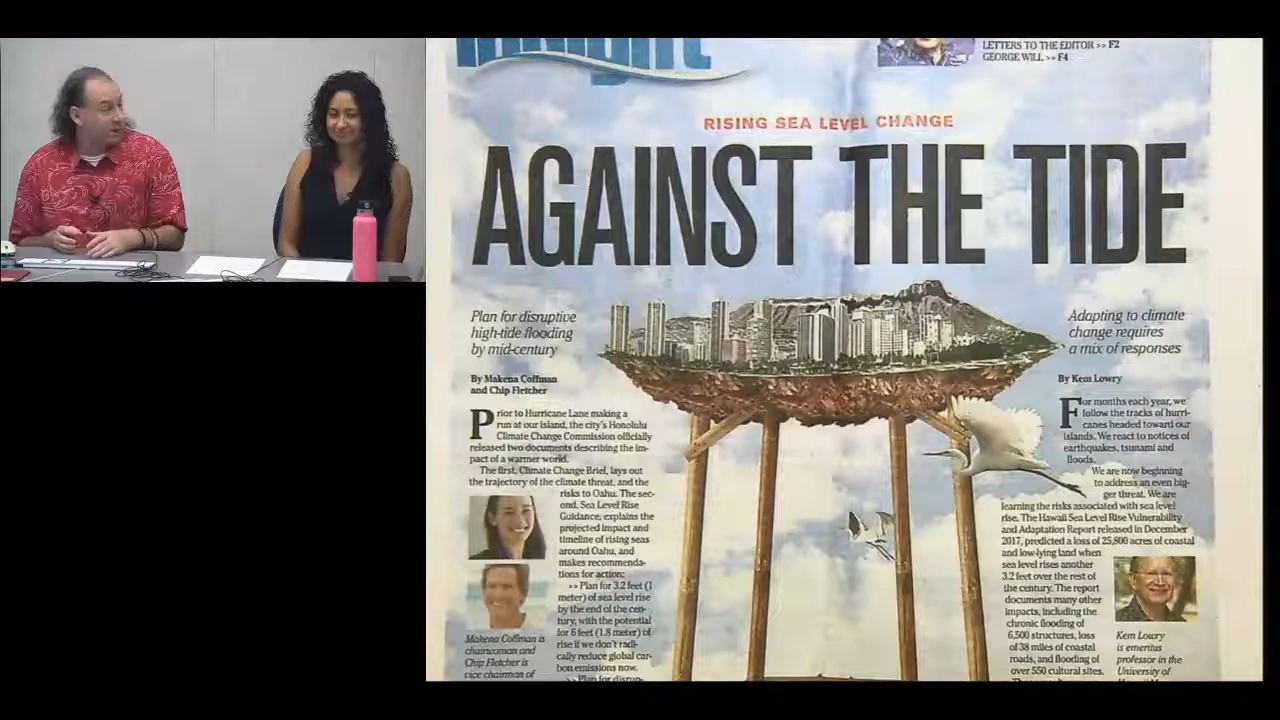 Insight
LETTERS TO THE EDITOR >> F2
GEORGE WILL >> F4
RISING SEA LEVEL CHANGE
AGAINST THE TIDE
Plan for disruptive
high-tide flooding
by mid-century
By Makena Coffman
and Chip Fletcher
Prior to Hurricane Lane making a
run at our island, the city's Honolulu
Climate Change Commission officially
released two documents describing the im-
pact of a warmer world.
The first, Climate Change Brief, lays out
the trajectory of the climate threat, and the
risks to Oahu. The sec-
ond, Sea Level Rise
Guidance, explains the
projected impact and
timeline of rising seas
around Oahu, and
makes recommenda-
tions for action:
>> Plan for 3.2 feet (1
meter) of sea level rise
by the end of the cen-
tury, with the potential
for 6 feet (1.8 meter) of
rise if we don't radi-
cally reduce global car-
bon emissions now.
>> Plan for disrup-
Makena Coffman is
chairwoman and
Chip Fletcher is
vice chairman of
Adapting to climate
change requires
a mix of responses
By Kem Lowry
For months each year, we
follow the tracks of hurri-
canes headed toward our
islands. We react to notices of
earthquakes, tsunami and
floods.
We are now beginning
to address an even big-
ger threat. We are
learning the risks associated with sea level
rise. The Hawaii Sea Level Rise Vulnerability
and Adaptation Report released in December
2017, predicted a loss of 25,800 acres of coastal
and low-lying land when
sea level rises another
3.2 feet over the rest of
the century. The report
documents many other
impacts, including the
chronic flooding of
6,500 structures, loss
of 38 miles of coastal
roads, and flooding of
over 550 cultural sites.
Kem Lowry
is emeritus
professor in the
University of